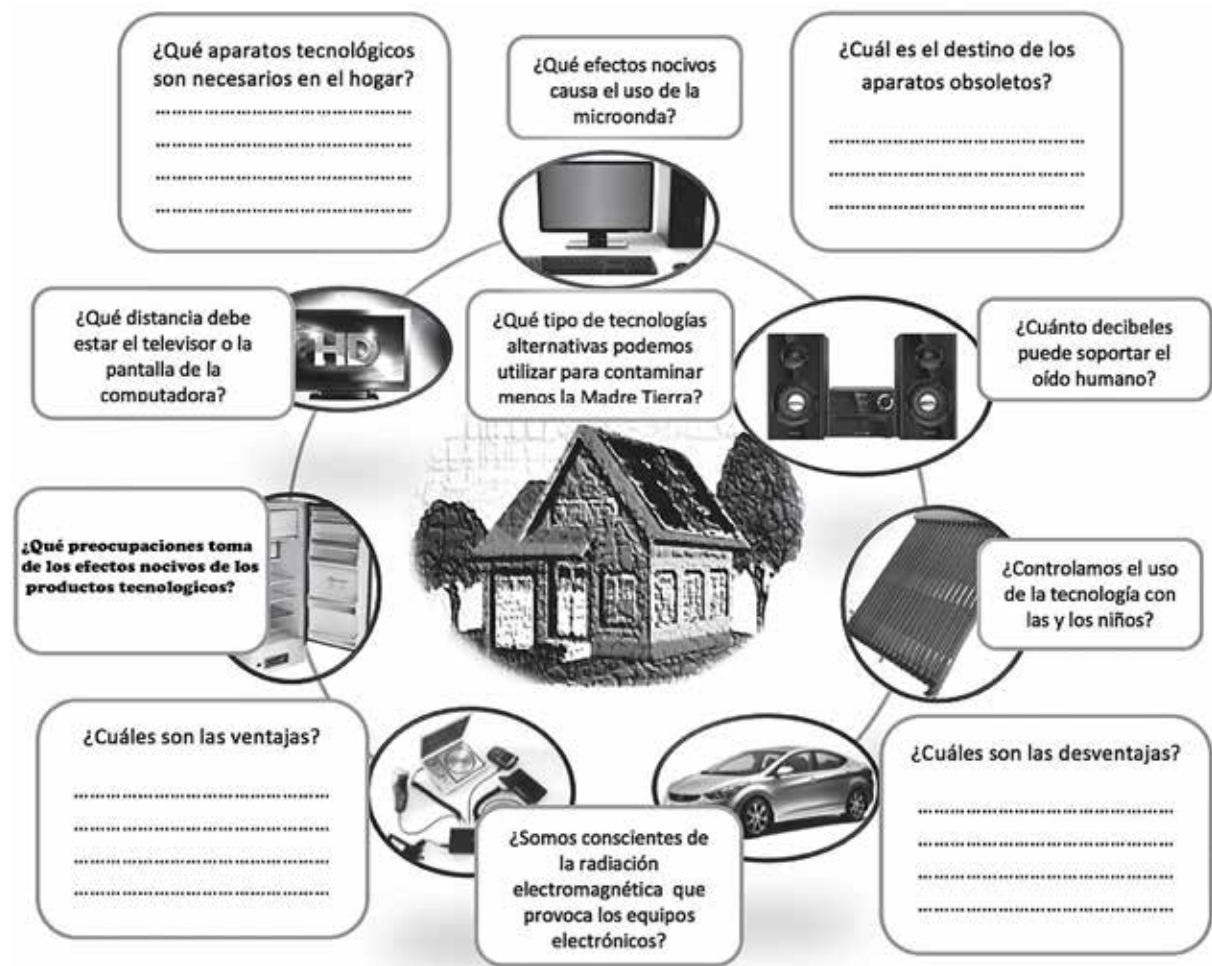 ¿Qué aparatos tecnológicos
son necesarios en el hogar?
¿Qué efectos nocivos
causa el uso de la
microonda?
¿Cuál es el destino de los
aparatos obsoletos?
¿Qué distancia debe
estar el televisor o la
pantalla de la
computadora?
HD
¿Qué tipo de tecnologías
alternativas podemos
utilizar para contaminar
menos la Madre Tierra?
¿Cuánto decibeles
puede soportar el
oído humano?
¿Qué preocupaciones toma
de los efectos nocivos de los
productos tecnologicos?
¿Controlamos el uso
de la tecnología con
las y los niños?
¿Cuáles son las ventajas?
¿Somos conscientes de
la radiación
electromagnética que
provoca los equipos
electrónicos?
¿Cuáles son las desventajas?